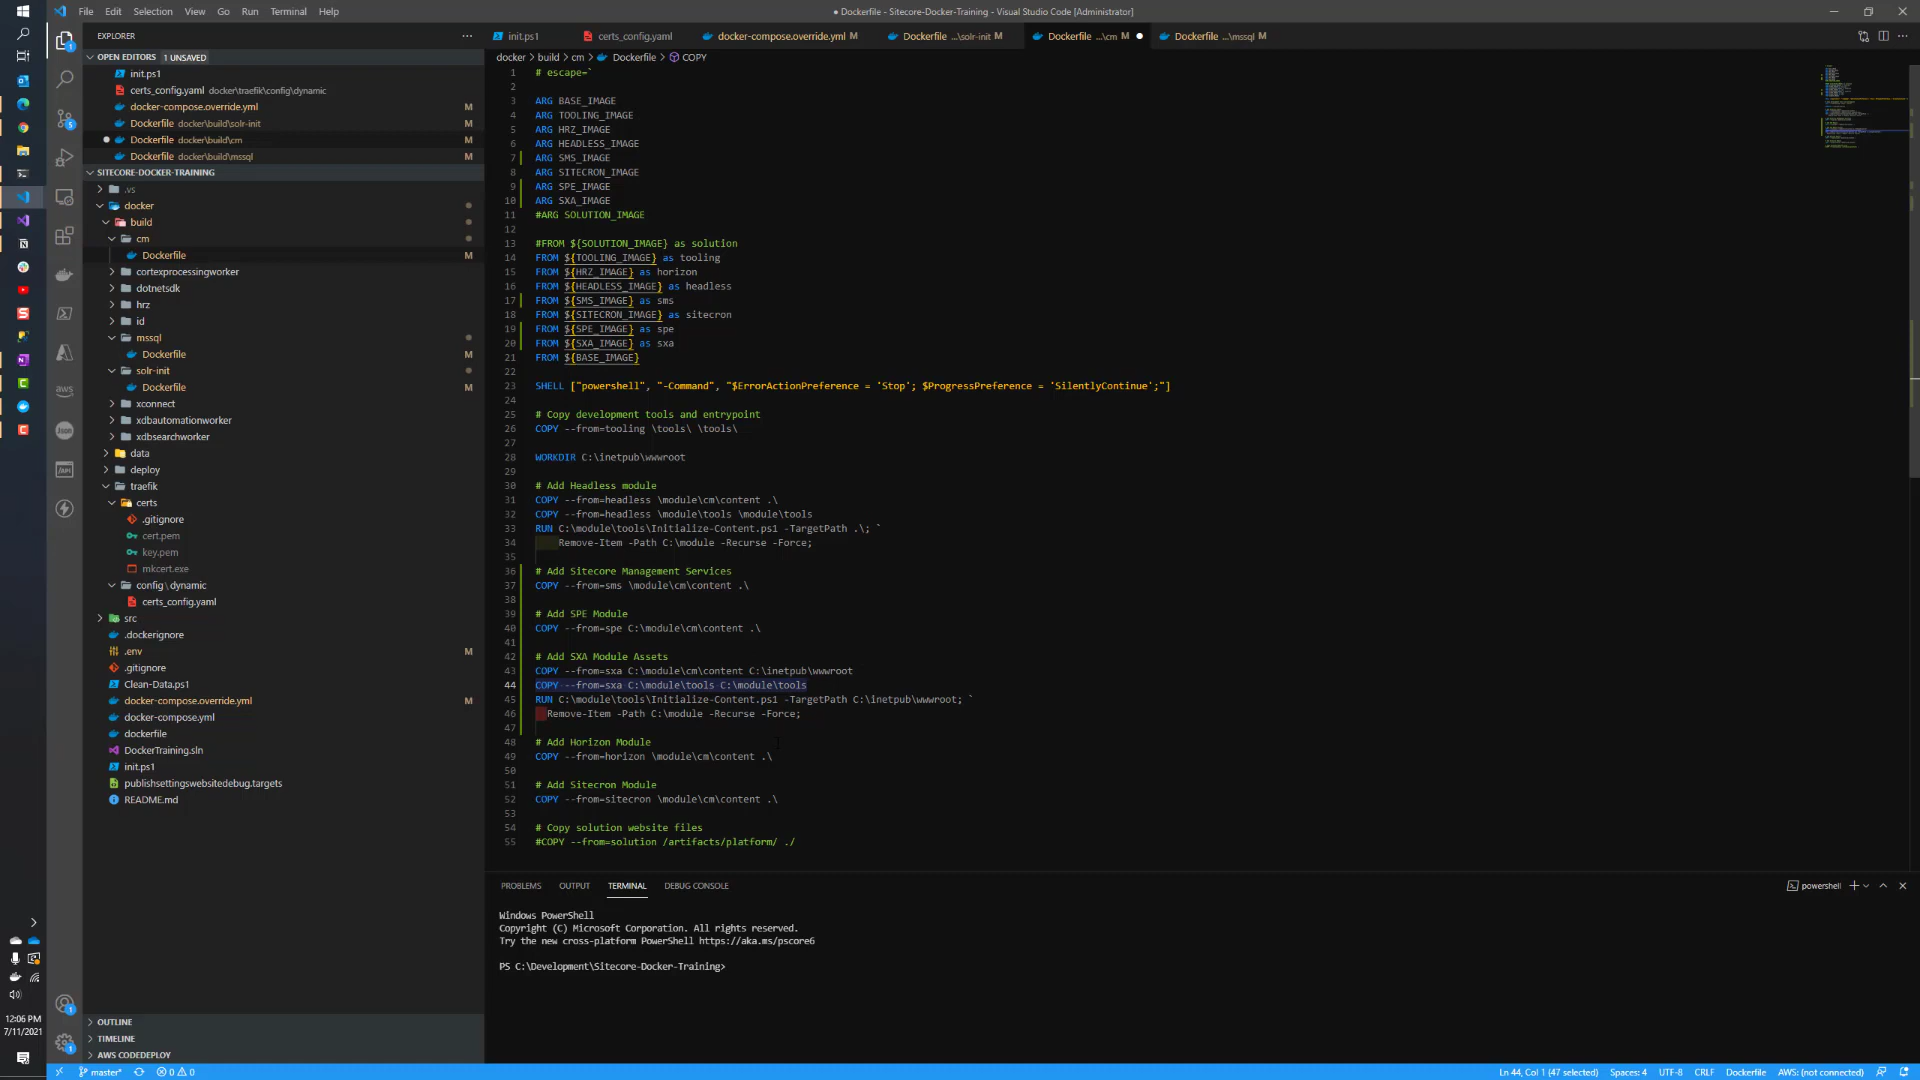 File Edit Selection View Go Run Terminal Help
● Dockerfile - Sitecore-Docker-Training - Visual Studio Code [Administrator]
EXPLORER
OPEN EDITORS 1 UNSAVED
init.ps1
certs_config.yaml docker\traefik\config\dynamic
docker-compose.override.yml M
Dockerfile docker\build\solr-init M
Dockerfile docker\build\cm M
Dockerfile docker\build\mssql M
SITECORE-DOCKER-TRAINING
.vs
docker
build
cm
Dockerfile M
cortexprocessingworker
dotnetsdk
hrz
id
mssql
Dockerfile M
solr-init
Dockerfile M
xconnect
xdbautomationworker
xdbsearchworker
data
deploy
traefik
certs
.gitignore
cert.pem
key.pem
mkcert.exe
config\dynamic
certs_config.yaml
src
.dockerignore
.env M
.gitignore
Clean-Data.ps1
docker-compose.override.yml M
docker-compose.yml
dockerfile
DockerTraining.sln
init.ps1
publishsettingswebsitedebug.targets
README.md
OUTLINE
TIMELINE
AWS CODEDEPLOY
init.ps1 certs_config.yaml docker-compose.override.yml M Dockerfile ...\solr-init M Dockerfile ...\cm M Dockerfile ...\mssql M
docker > build > cm > Dockerfile > COPY
1 # escape=`
2
3 ARG BASE_IMAGE
4 ARG TOOLING_IMAGE
5 ARG HRZ_IMAGE
6 ARG HEADLESS_IMAGE
7 ARG SMS_IMAGE
8 ARG SITECRON_IMAGE
9 ARG SPE_IMAGE
10 ARG SXA_IMAGE
11 #ARG SOLUTION_IMAGE
12
13 #FROM ${SOLUTION_IMAGE} as solution
14 FROM ${TOOLING_IMAGE} as tooling
15 FROM ${HRZ_IMAGE} as horizon
16 FROM ${HEADLESS_IMAGE} as headless
17 FROM ${SMS_IMAGE} as sms
18 FROM ${SITECRON_IMAGE} as sitecron
19 FROM ${SPE_IMAGE} as spe
20 FROM ${SXA_IMAGE} as sxa
21 FROM ${BASE_IMAGE}
22
23 SHELL ["powershell", "-Command", "$ErrorActionPreference = 'Stop'; $ProgressPreference = 'SilentlyContinue';"]
24
25 # Copy development tools and entrypoint
26 COPY --from=tooling \tools\ \tools\
27
28 WORKDIR C:\inetpub\wwwroot
29
30 # Add Headless module
31 COPY --from=headless \module\cm\content .\
32 COPY --from=headless \module\tools \module\tools
33 RUN C:\module\tools\Initialize-Content.ps1 -TargetPath .\; `
34 Remove-Item -Path C:\module -Recurse -Force;
35
36 # Add Sitecore Management Services
37 COPY --from=sms \module\cm\content .\
38
39 # Add SPE Module
40 COPY --from=spe C:\module\cm\content .\
41
42 # Add SXA Module Assets
43 COPY --from=sxa C:\module\cm\content C:\inetpub\wwwroot
44 COPY --from=sxa C:\module\tools C:\module\tools
45 RUN C:\module\tools\Initialize-Content.ps1 -TargetPath C:\inetpub\wwwroot; `
46 Remove-Item -Path C:\module -Recurse -Force;
47
48 # Add Horizon Module
49 COPY --from=horizon \module\cm\content .\
50
51 # Add Sitecron Module
52 COPY --from=sitecron \module\cm\content .\
53
54 # Copy solution website files
55 #COPY --from=solution /artifacts/platform/ ./
PROBLEMS OUTPUT TERMINAL DEBUG CONSOLE
powershell
Windows PowerShell
Copyright (C) Microsoft Corporation. All rights reserved.
Try the new cross-platform PowerShell https://aka.ms/pscore6
PS C:\Development\Sitecore-Docker-Training>
12:06 PM
7/11/2021
master* 0 0
Ln 44, Col 1 (47 selected) Spaces: 4 UTF-8 CRLF Dockerfile AWS: (not connected)